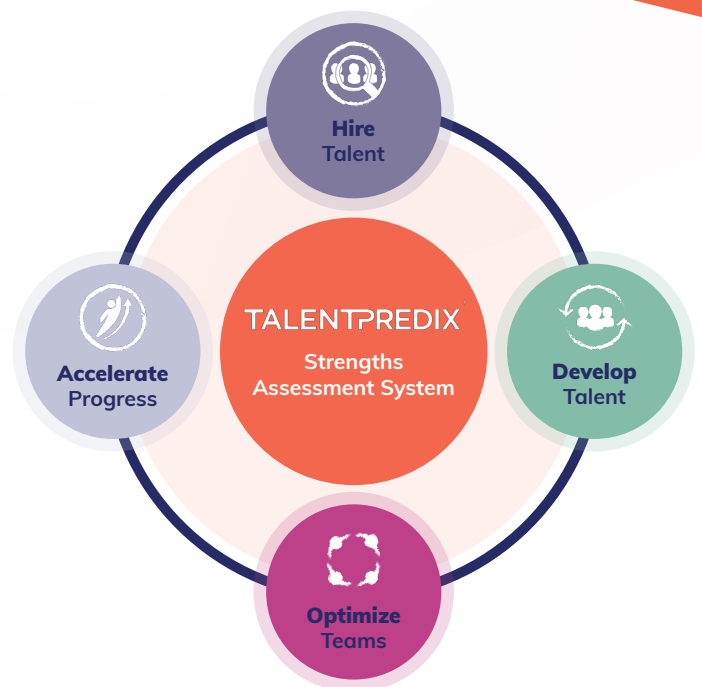 Hire
Talent
TALENTPREDIX
Strengths
Assessment System
Accelerate
Progress
Develop
Talent
Optimize
Teams